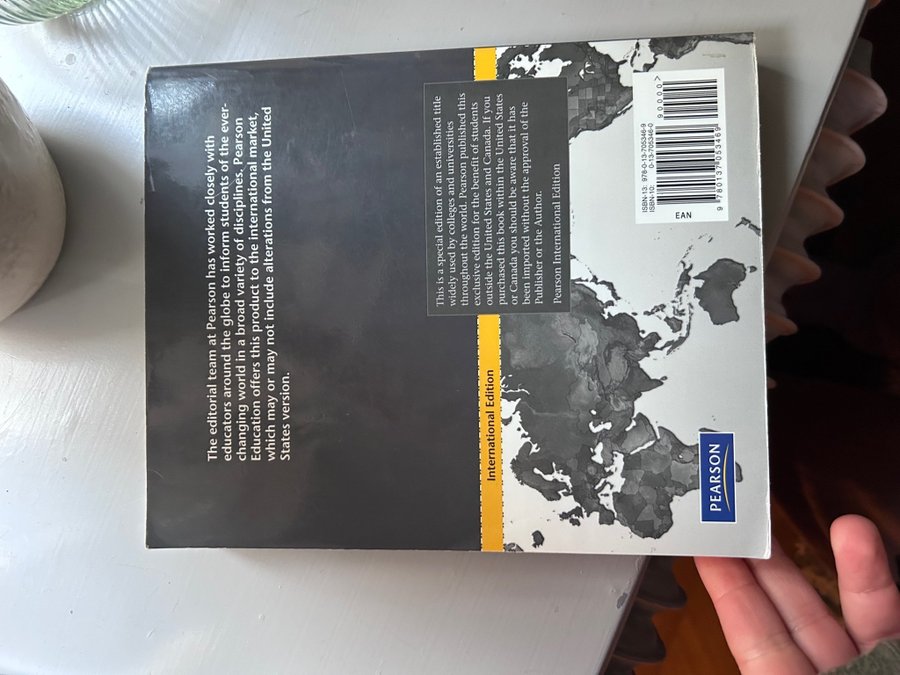 The editorial team at Pearson has worked closely with
educators around the globe to inform students of the ever-
changing world in a broad variety of disciplines. Pearson
Education offers this product to the international market,
which may or may not include alterations from the United
States version.
International Edition
This is a special edition of an established title
widely used by colleges and universities
throughout the world. Pearson published this
exclusive edition for the benefit of students
outside the United States and Canada. If you
purchased this book within the United States
or Canada you should be aware that it has
been imported without the approval of the
Publisher or the Author.
Pearson International Edition
ISBN-13: 978-0-13-705346-9
ISBN-10: 0-13-705346-0
90000>
EAN
9 780137 053469
PEARSON